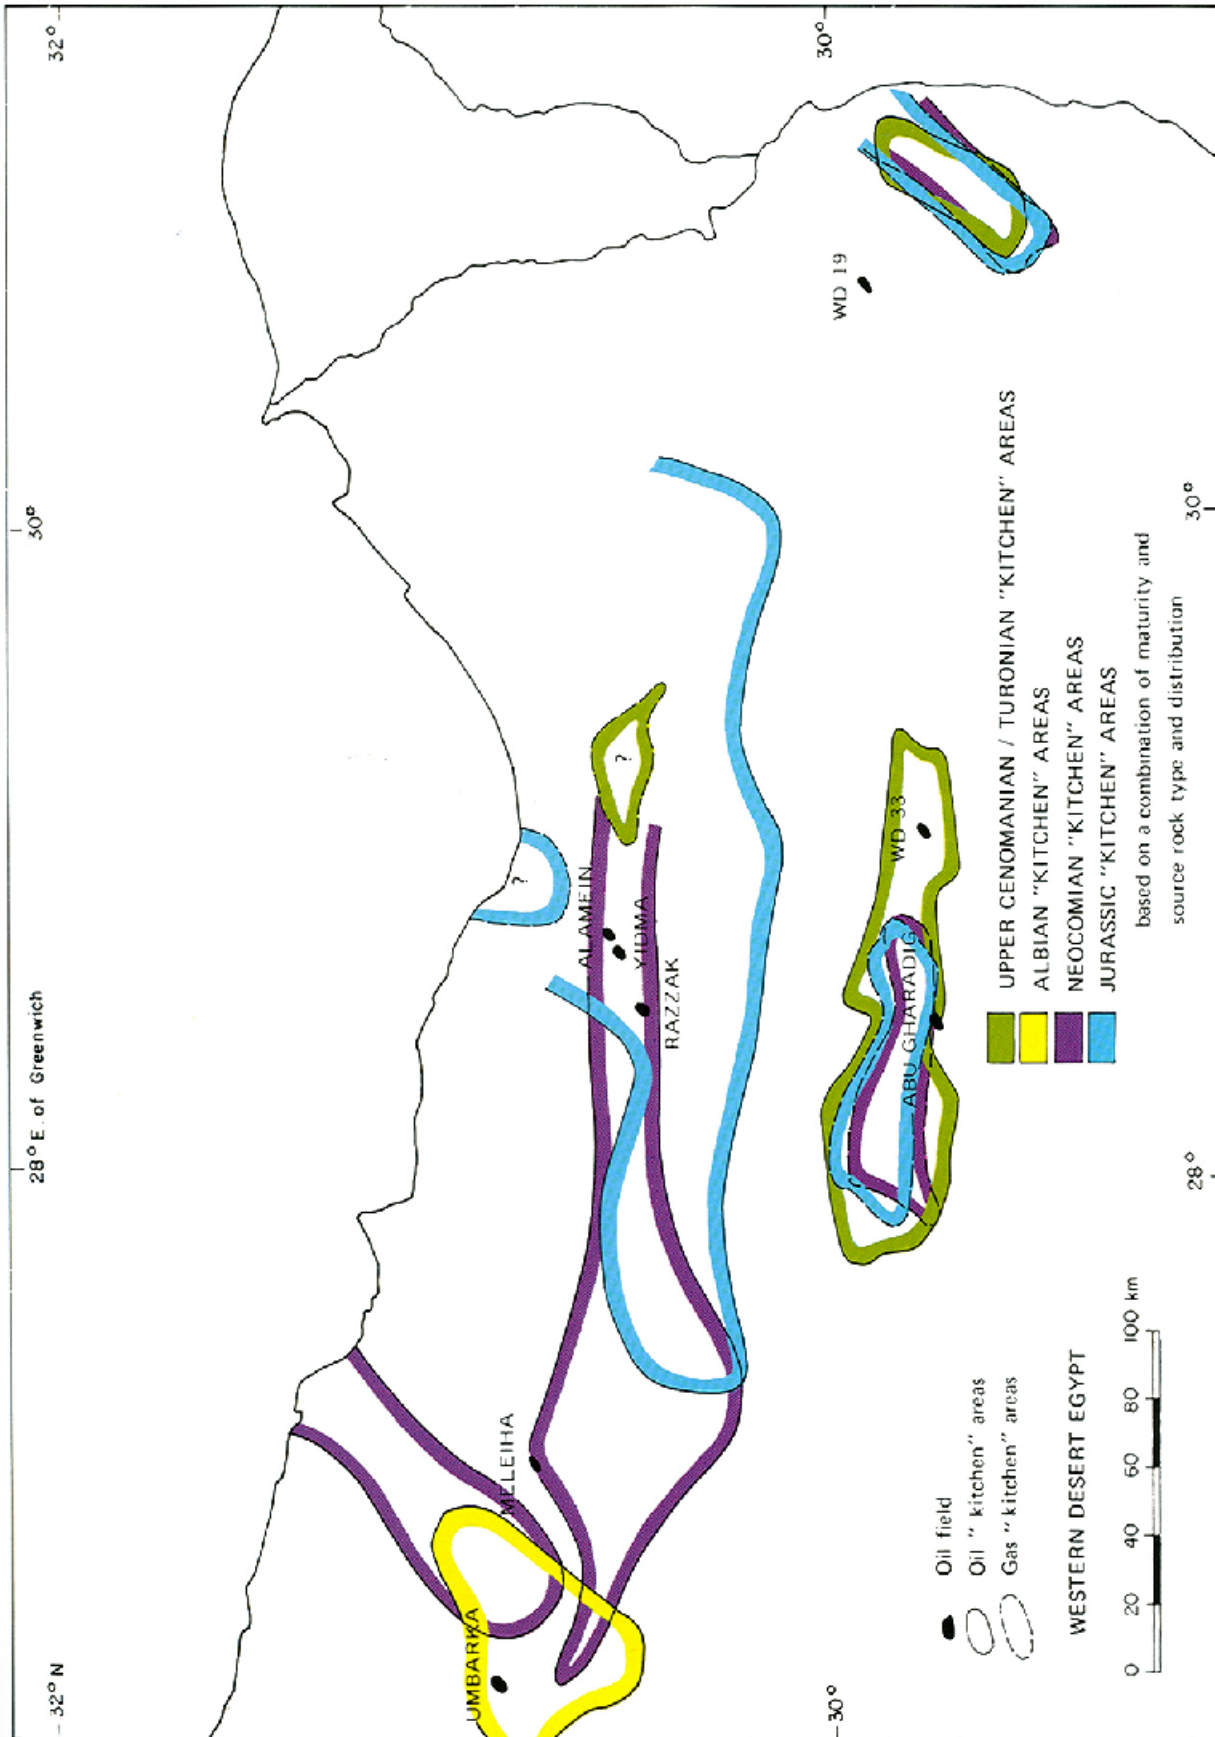 32°
30°
WD 19
30°
30°
UPPER CENOMANIAN / TURONIAN "KITCHEN" AREAS
ALBIAN "KITCHEN" AREAS
NEOCOMIAN "KITCHEN" AREAS
JURASSIC "KITCHEN" AREAS
based on a combination of maturity and
source rock type and distribution
?
?
WD 33
ALAMEIN
YIDMA
RAZZAK
ABU GHARADIG
28° E. of Greenwich
28°
MELEIHA
UMBARKA
Oil field
Oil "kitchen" areas
Gas "kitchen" areas
WESTERN DESERT EGYPT
0 20 40 60 80 100 km
32° N
30°